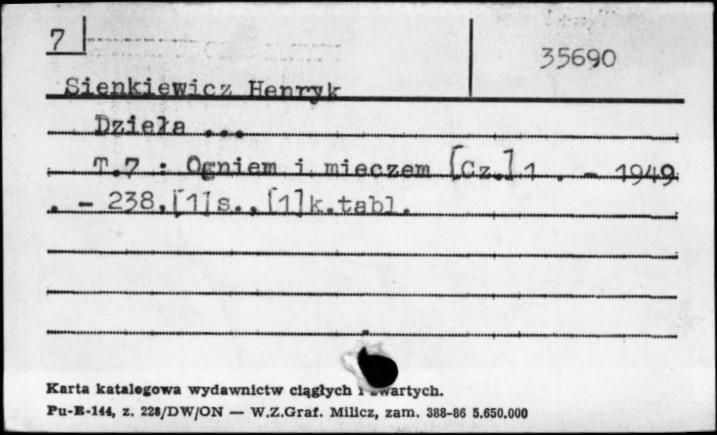 7
35690
Sienkiewicz Henryk
Dzieła ...
T.7 : Ogniem i mieczem [Cz.] 1 . - 1949
. - 238,[1]s.,[1]k.tabl.
Karta katalogowa wydawnictw ciągłych i zwartych.
Pu-E-144, z. 228/DW/ON — W.Z.Graf. Milicz, zam. 388-86 5.650.000